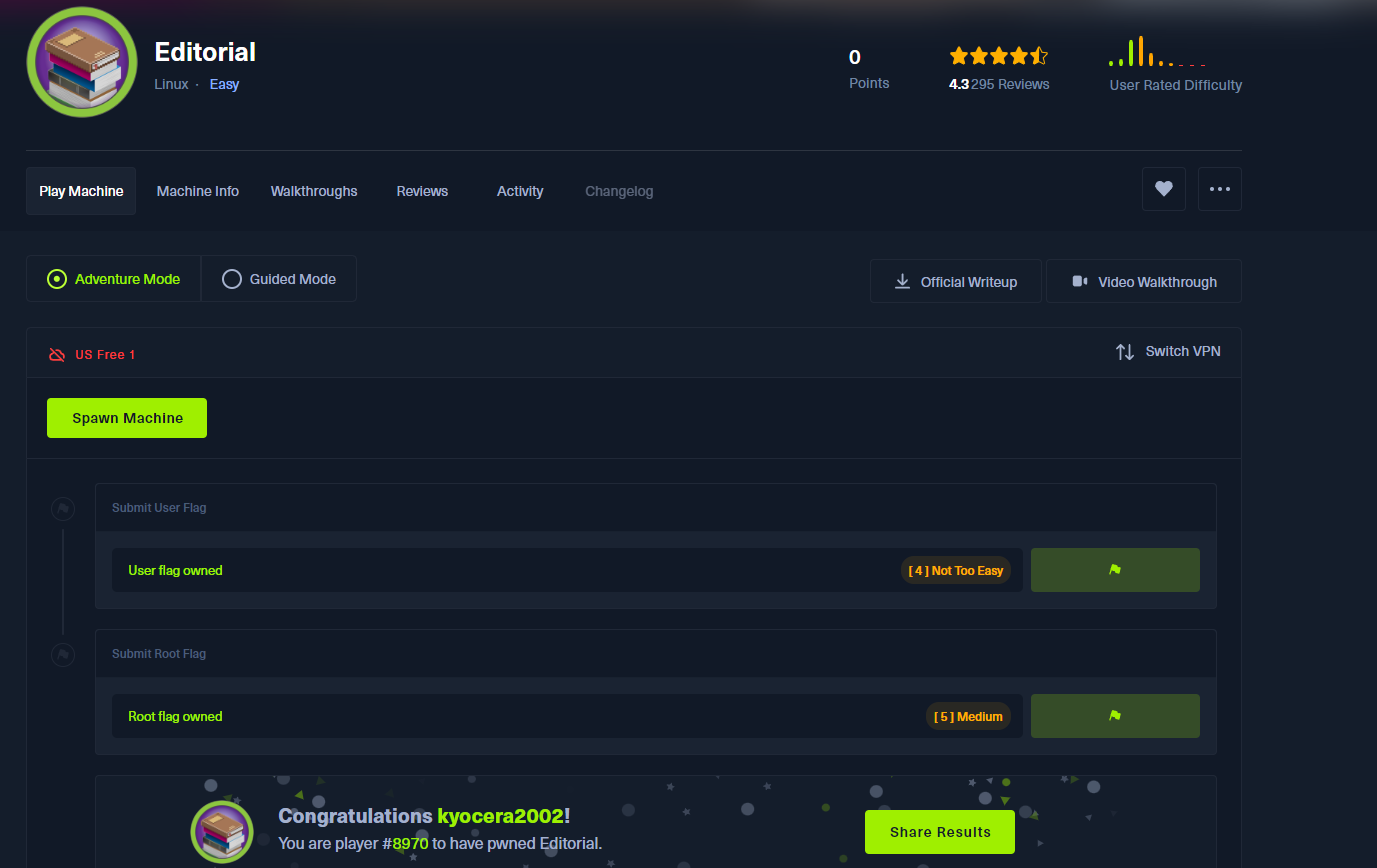 Editorial
Linux · Easy
0
Points
4.3 295 Reviews
User Rated Difficulty
Play Machine
Machine Info
Walkthroughs
Reviews
Activity
Changelog
Adventure Mode
Guided Mode
Official Writeup
Video Walkthrough
US Free 1
Switch VPN
Spawn Machine
Submit User Flag
User flag owned
[ 4 ] Not Too Easy
Submit Root Flag
Root flag owned
[ 5 ] Medium
Congratulations kyocera2002!
You are player #8970 to have pwned Editorial.
Share Results